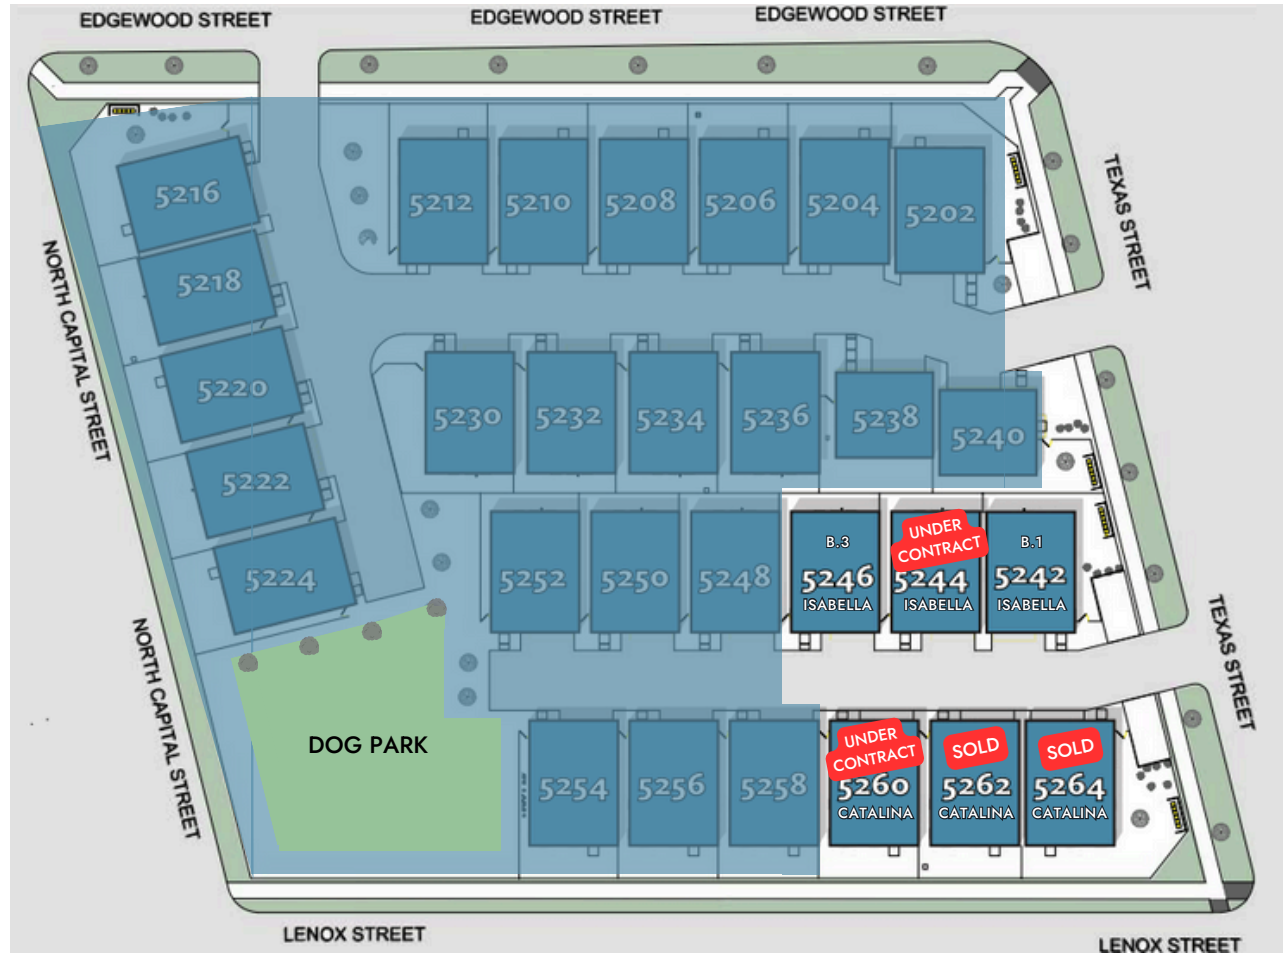 EDGEWOOD STREET
EDGEWOOD STREET
EDGEWOOD STREET
5216
5212
5210
5208
5206
5204
5202
TEXAS STREET
NORTH CAPITAL STREET
5218
5220
5222
5224
5230
5232
5234
5236
5238
5240
5252
5250
5248
B.3
5246
ISABELLA
UNDER
CONTRACT
5244
ISABELLA
B.1
5242
ISABELLA
TEXAS STREET
NORTH CAPITAL STREET
DOG PARK
5254
5256
5258
UNDER
CONTRACT
5260
CATALINA
SOLD
5262
CATALINA
SOLD
5264
CATALINA
LENOX STREET
LENOX STREET